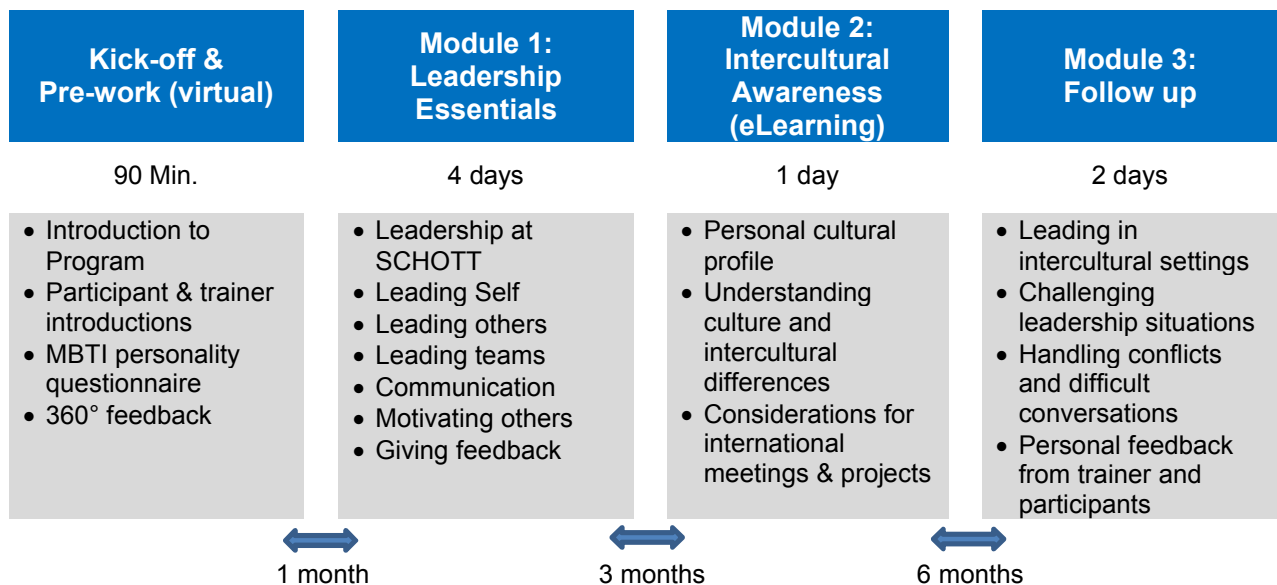 Kick-off &
Pre-work (virtual)
90 Min.
• Introduction to
Program
• Participant & trainer
introductions
• MBTI personality
questionnaire
• 360° feedback
Module 1:
Leadership
Essentials
4 days
• Leadership at
SCHOTT
• Leading Self
• Leading others
• Leading teams
• Communication
• Motivating others
• Giving feedback
Module 2:
Intercultural
Awareness
(eLearning)
1 day
• Personal cultural
profile
• Understanding
culture and
intercultural
differences
• Considerations for
international
meetings & projects
Module 3:
Follow up
2 days
• Leading in
intercultural settings
• Challenging
leadership situations
• Handling conflicts
and difficult
conversations
• Personal feedback
from trainer and
participants
1 month
3 months
6 months